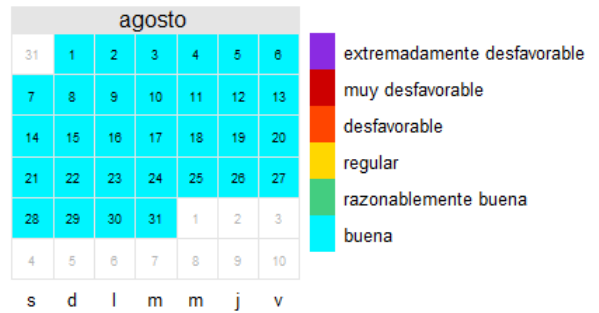 agosto
31 1 2 3 4 5 6
7 8 9 10 11 12 13
14 15 16 17 18 19 20
21 22 23 24 25 26 27
28 29 30 31 1 2 3
4 5 6 7 8 9 10
s d l m m j v
extremadamente desfavorable
muy desfavorable
desfavorable
regular
razonablemente buena
buena